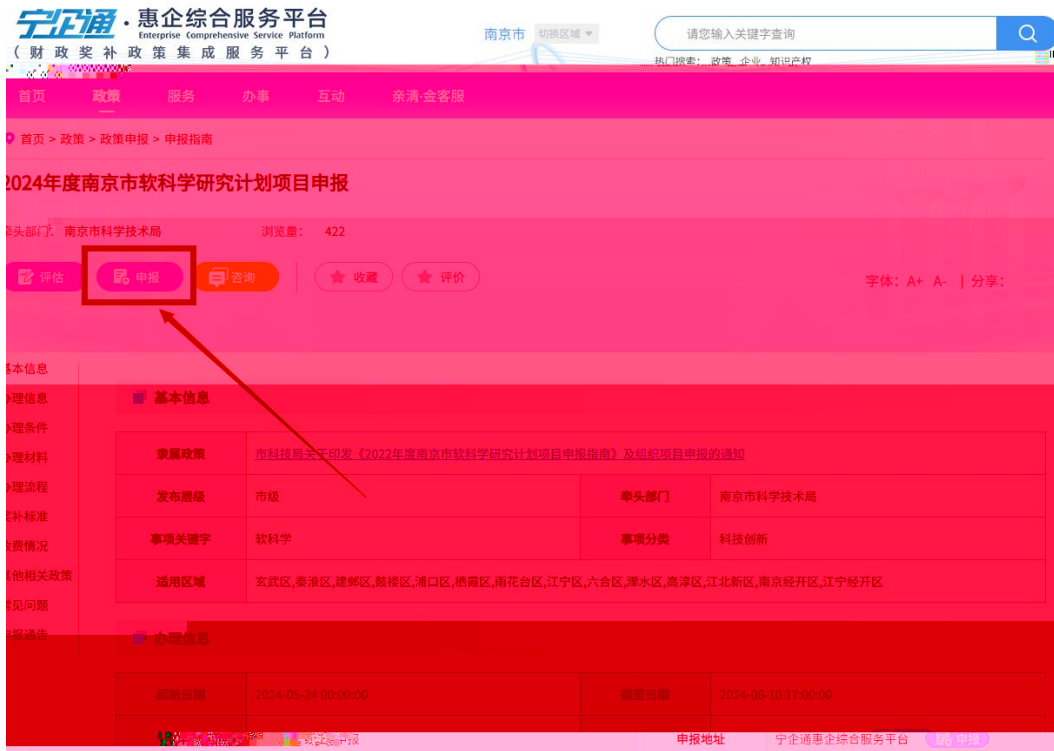 宁企通·惠企综合服务平台
Enterprise Comprehensive Service Platform
（财政奖补政策集成服务平台）
南京市 切换区域
请您输入关键字查询
热门搜索： 政策 企业 知识产权
首页 政策 服务 办事 互动 亲清·金客服
首页 > 政策 > 政策申报 > 申报指南
2024年度南京市软科学研究计划项目申报
牵头部门： 南京市科学技术局 浏览量： 422
评估 申报 咨询 收藏 评价
字体： A+ A- | 分享：
基本信息
办理信息
办理条件
办理材料
办理流程
奖补标准
收费情况
其他相关政策
常见问题
申报通告
基本信息
隶属政策 市科技局关于印发《2022年度南京市软科学研究计划项目申报指南》及组织项目申报的通知
发布层级 市级 牵头部门 南京市科学技术局
事项关键字 软科学 事项分类 科技创新
适用区域 玄武区,秦淮区,建邺区,鼓楼区,浦口区,栖霞区,雨花台区,江宁区,六合区,溧水区,高淳区,江北新区,南京经开区,江宁经开区
办理信息
起始日期 2024-05-24 00:00:00 截至日期 2024-06-10 17:00:00
申报地址 宁企通惠企综合服务平台 申报